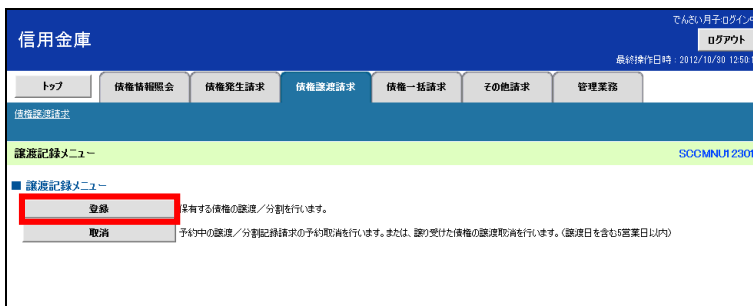 でんさい月子:ログイン中
信用金庫
ログアウト
最終操作日時：2012/10/30 12:50:1
トップ 債権情報照会 債権発生請求 債権譲渡請求 債権一括請求 その他請求 管理業務
債権譲渡請求
譲渡記録メニュー SCCMNU12301
■ 譲渡記録メニュー
登録 保有する債権の譲渡／分割を行います。
取消 予約中の譲渡／分割記録請求の予約取消を行います。または、譲り受けた債権の譲渡取消を行います。（譲渡日を含む5営業日以内）